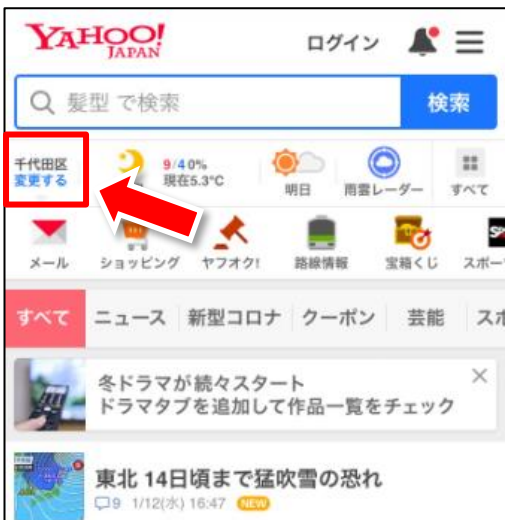 YAHOO!
JAPAN
ログイン
髪型 で検索
検索
千代田区
変更する
9/4 0%
現在5.3℃
明日
雨雲レーダー
すべて
メール
ショッピング
ヤフオク!
路線情報
宝箱くじ
スポー
すべて
ニュース
新型コロナ
クーポン
芸能
スポ
冬ドラマが続々スタート
ドラマタブを追加して作品一覧をチェック
東北 14日頃まで猛吹雪の恐れ
9 1/12(水) 16:47 NEW